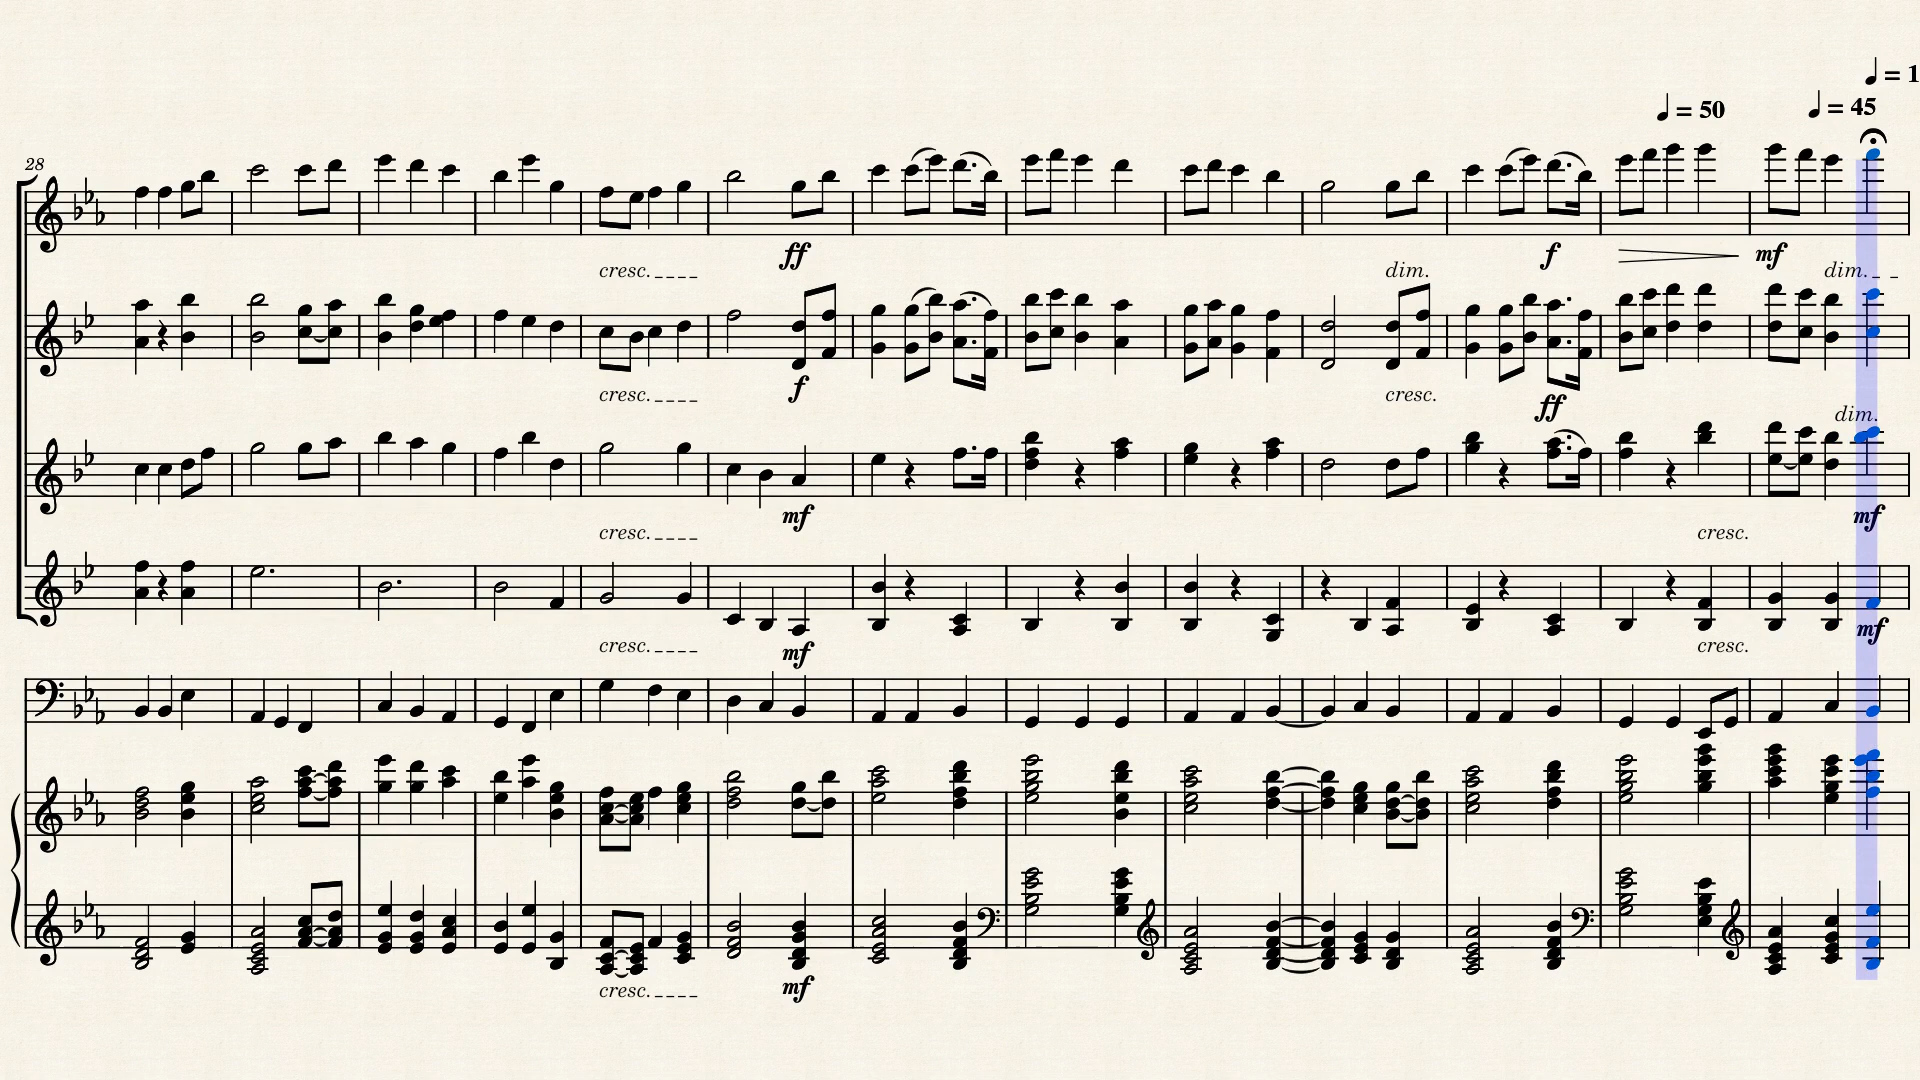 = 1
= 50
= 45
28
ff
f
mf
cresc.
dim.
dim.
f
cresc.
cresc.
ff
dim.
mf
mf
cresc.
cresc.
mf
mf
cresc.
cresc.
mf
cresc.